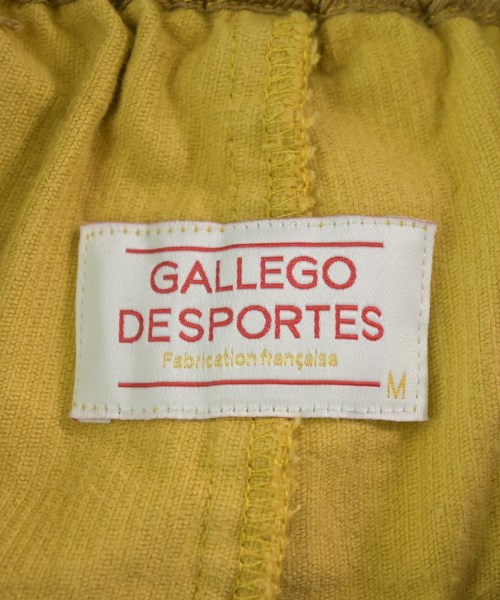 GALLEGO
DESPORTES
Fabrication française
M